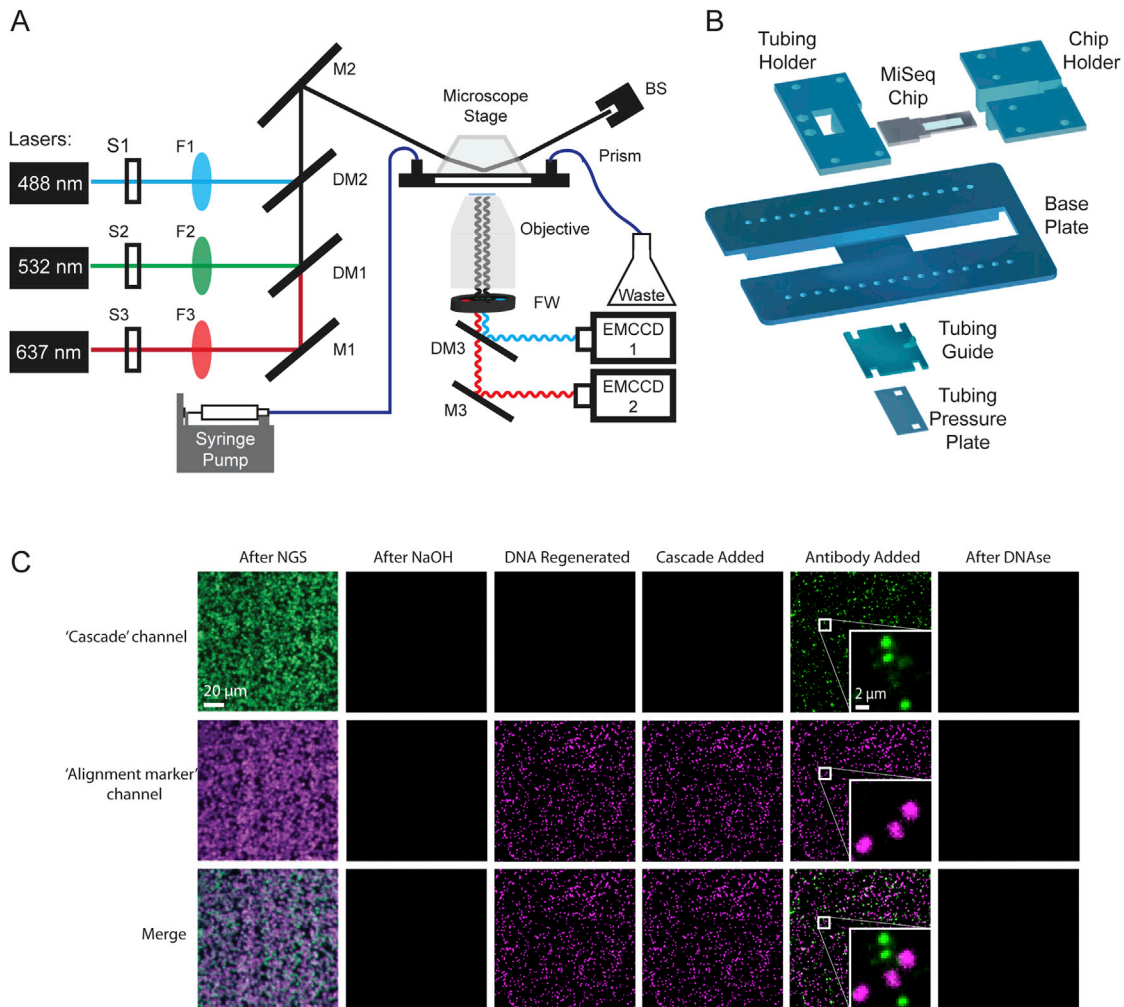 A
Lasers:
488 nm
532 nm
637 nm
S1
F1
S2
F2
S3
F3
M2
DM2
DM1
M1
Microscope
Stage
BS
Prism
Objective
FW
Waste
DM3
M3
EMCCD
1
EMCCD
2
Syringe
Pump
B
Tubing
Holder
MiSeq
Chip
Chip
Holder
Base
Plate
Tubing
Guide
Tubing
Pressure
Plate
C
After NGS
After NaOH
DNA Regenerated
Cascade Added
Antibody Added
After DNAse
'Cascade' channel
20 µm
2 µm
'Alignment marker'
channel
Merge